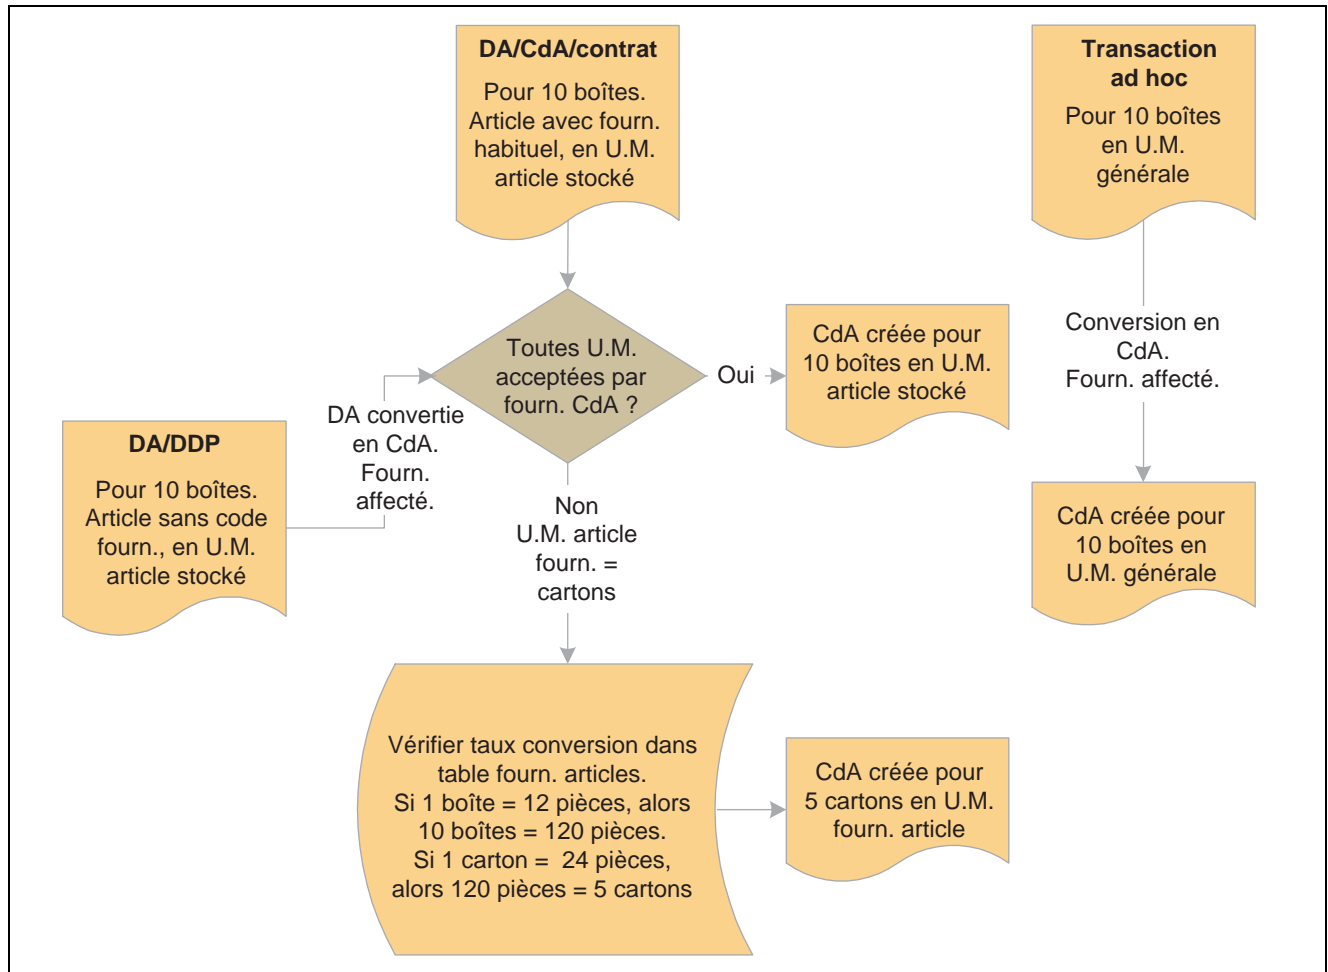 DA/CdA/contrat
Pour 10 boîtes.
Article avec fourn.
habituel, en U.M.
article stocké
Transaction
ad hoc
Pour 10 boîtes
en U.M.
générale
Toutes U.M.
acceptées par
fourn. CdA ?
Oui
CdA créée pour
10 boîtes en U.M.
article stocké
Conversion en
CdA.
Fourn. affecté.
DA convertie
en CdA.
Fourn.
affecté.
DA/DDP
Pour 10 boîtes.
Article sans code
fourn., en U.M.
article stocké
Non
U.M. article
fourn. =
cartons
CdA créée pour
10 boîtes en
U.M. générale
Vérifier taux conversion dans
table fourn. articles.
Si 1 boîte = 12 pièces, alors
10 boîtes = 120 pièces.
Si 1 carton = 24 pièces,
alors 120 pièces = 5 cartons
CdA créée pour
5 cartons en U.M.
fourn. article